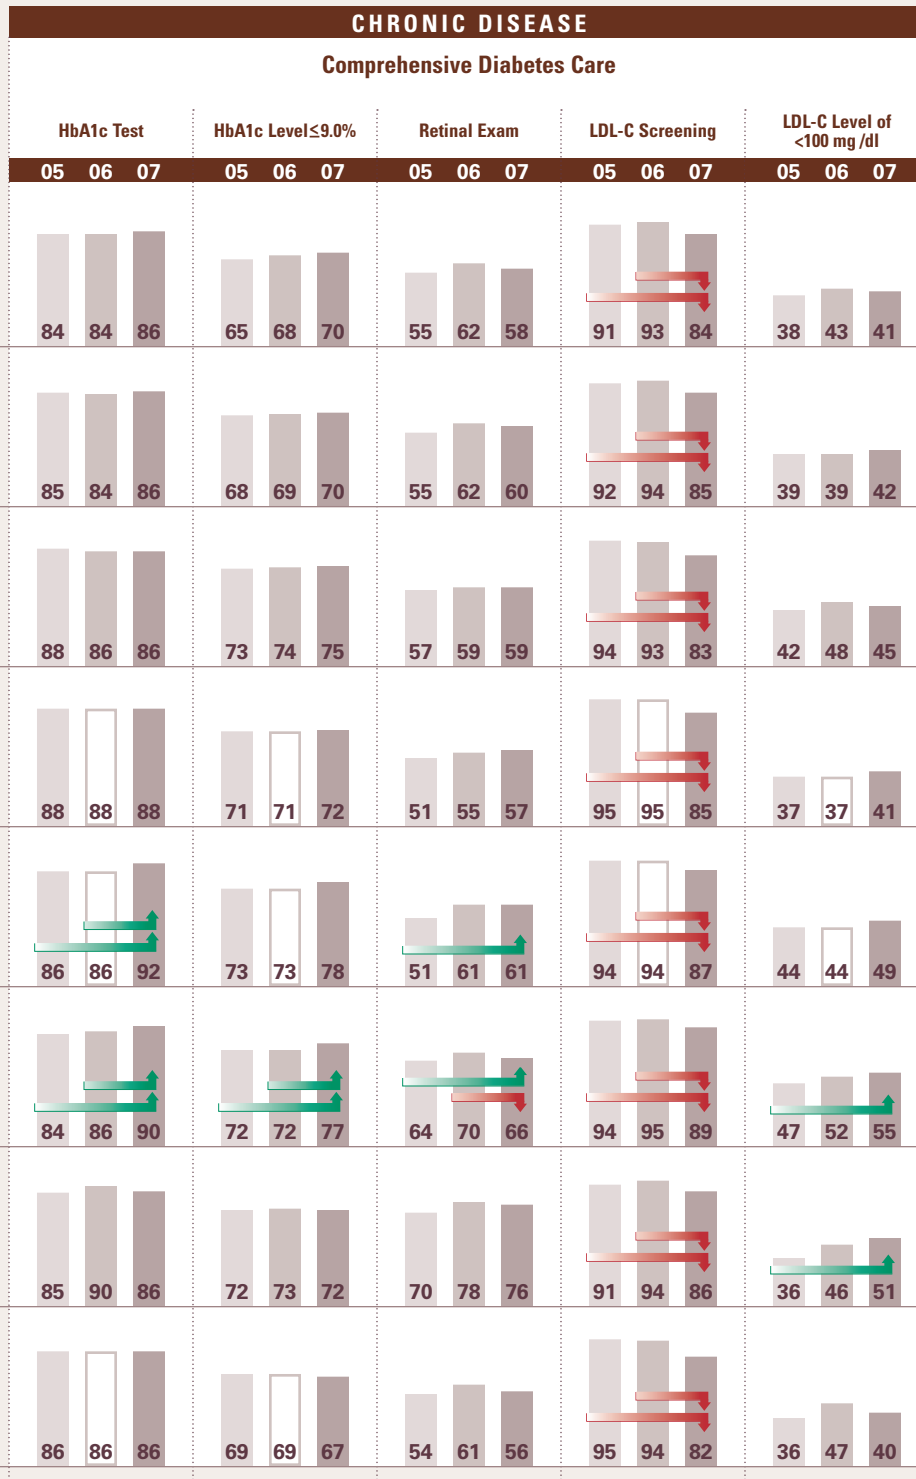 CHRONIC DISEASE
Comprehensive Diabetes Care
HbA1c Test HbA1c Level≤9.0% Retinal Exam LDL-C Screening LDL-C Level of
<100 mg /dl
05 06 07 05 06 07 05 06 07 05 06 07 05 06 07
84 84 86 65 68 70 55 62 58 91 93 84 38 43 41
85 84 86 68 69 70 55 62 60 92 94 85 39 39 42
88 86 86 73 74 75 57 59 59 94 93 83 42 48 45
88 88 88 71 71 72 51 55 57 95 95 85 37 37 41
86 86 92 73 73 78 51 61 61 94 94 87 44 44 49
84 86 90 72 72 77 64 70 66 94 95 89 47 52 55
85 90 86 72 73 72 70 78 76 91 94 86 36 46 51
86 86 86 69 69 67 54 61 56 95 94 82 36 47 40